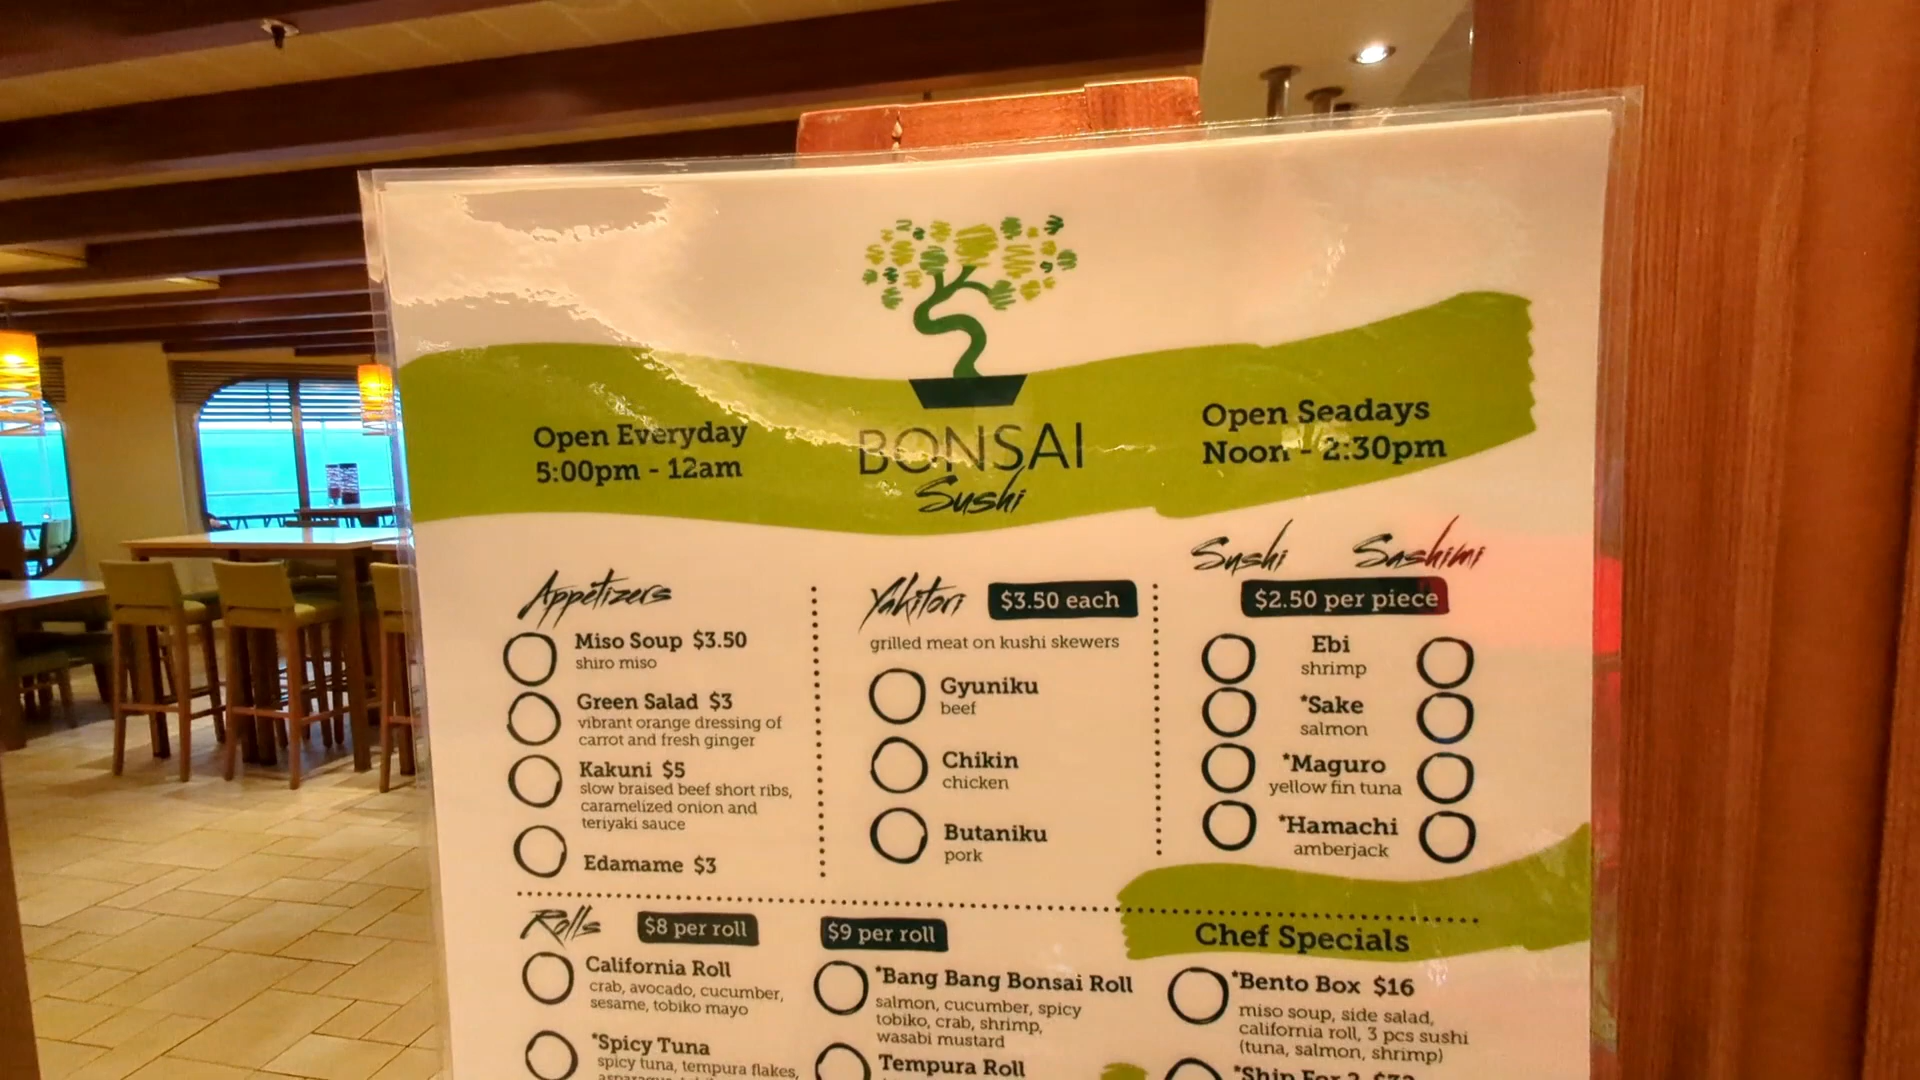 Open Everyday
5:00pm - 12am
BONSAI
Sushi
Open Seadays
Noon - 2:30pm
Appetizers
Miso Soup $3.50
shiro miso
Green Salad $3
vibrant orange dressing of
carrot and fresh ginger
Kakuni $5
slow braised beef short ribs,
caramelized onion and
teriyaki sauce
Edamame $3
Yakitori $3.50 each
grilled meat on kushi skewers
Gyuniku
beef
Chikin
chicken
Butaniku
pork
Sushi Sashimi
$2.50 per piece
Ebi
shrimp
*Sake
salmon
*Maguro
yellow fin tuna
*Hamachi
amberjack
Rolls $8 per roll
California Roll
crab, avocado, cucumber,
sesame, tobiko mayo
*Spicy Tuna
spicy tuna, tempura flakes,
$9 per roll
*Bang Bang Bonsai Roll
salmon, cucumber, spicy
tobiko, crab, shrimp,
wasabi mustard
Tempura Roll
Chef Specials
*Bento Box $16
miso soup, side salad,
california roll, 3 pcs sushi
(tuna, salmon, shrimp)
*Ship For 2